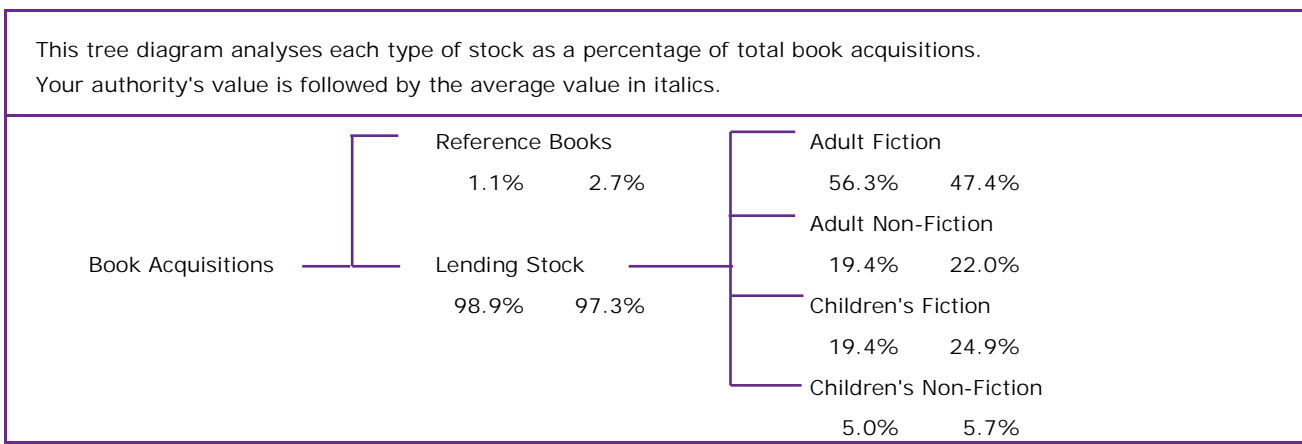 This tree diagram analyses each type of stock as a percentage of total book acquisitions.
Your authority's value is followed by the average value in italics.
Reference Books
1.1% 2.7%
Book Acquisitions
Lending Stock
98.9% 97.3%
Adult Fiction
56.3% 47.4%
Adult Non-Fiction
19.4% 22.0%
Children's Fiction
19.4% 24.9%
Children's Non-Fiction
5.0% 5.7%